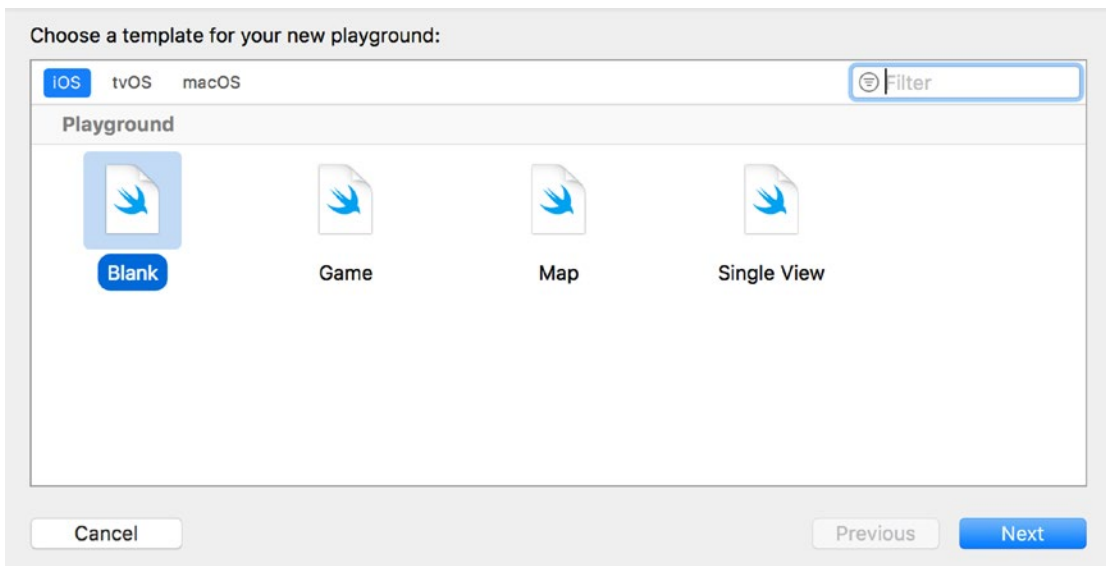 Choose a template for your new playground:
iOS tvOS macOS Filter
Playground
Blank Game Map Single View
Cancel Previous Next